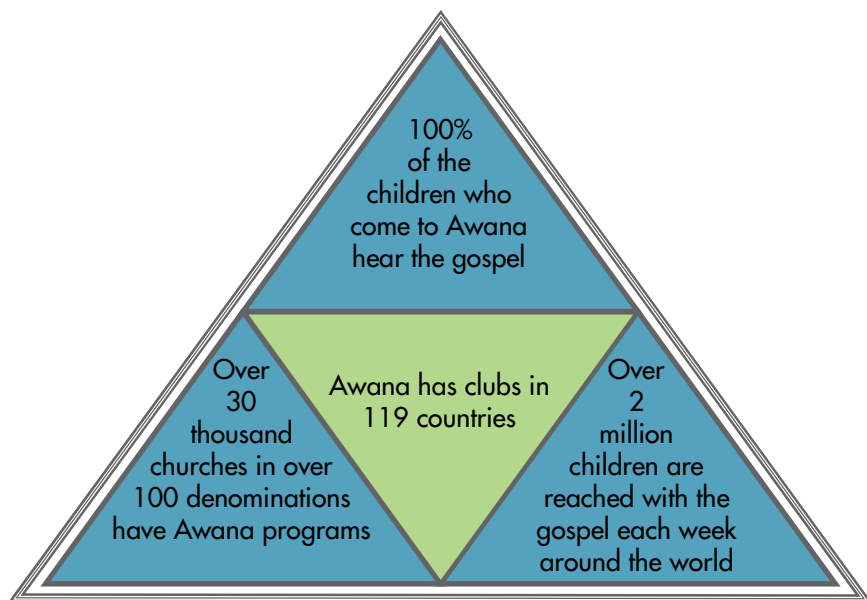 100%
of the
children who
come to Awana
hear the gospel
Over
30
thousand
churches in over
100 denominations
have Awana programs
Awana has clubs in
119 countries
Over
2
million
children are
reached with the
gospel each week
around the world